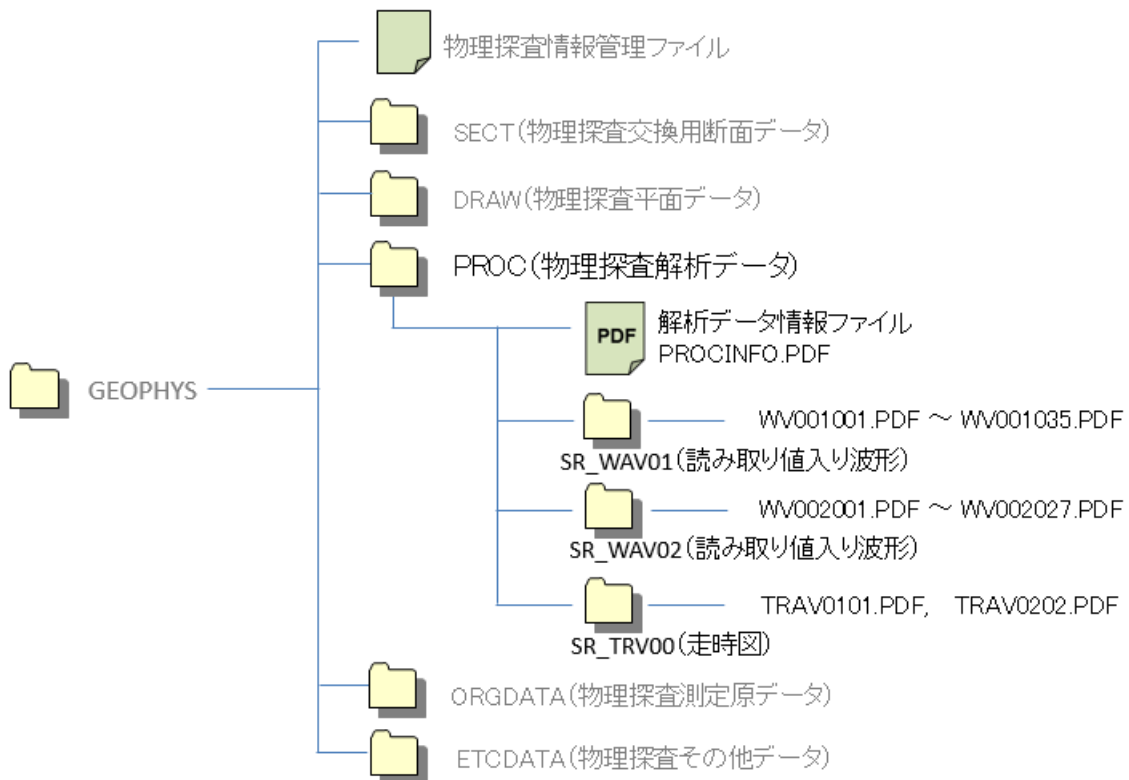 物理探査情報管理ファイル
SECT(物理探査交換用断面データ)
DRAW(物理探査平面データ)
PROC(物理探査解析データ)
PDF
解析データ情報ファイル
PROCINFO.PDF
GEOPHYS
WV001001.PDF ～ WV001035.PDF
SR_WAV01(読み取り値入り波形)
WV002001.PDF ～ WV002027.PDF
SR_WAV02(読み取り値入り波形)
TRAV0101.PDF, TRAV0202.PDF
SR_TRV00(走時図)
ORGDATA(物理探査測定原データ)
ETCDATA(物理探査その他データ)